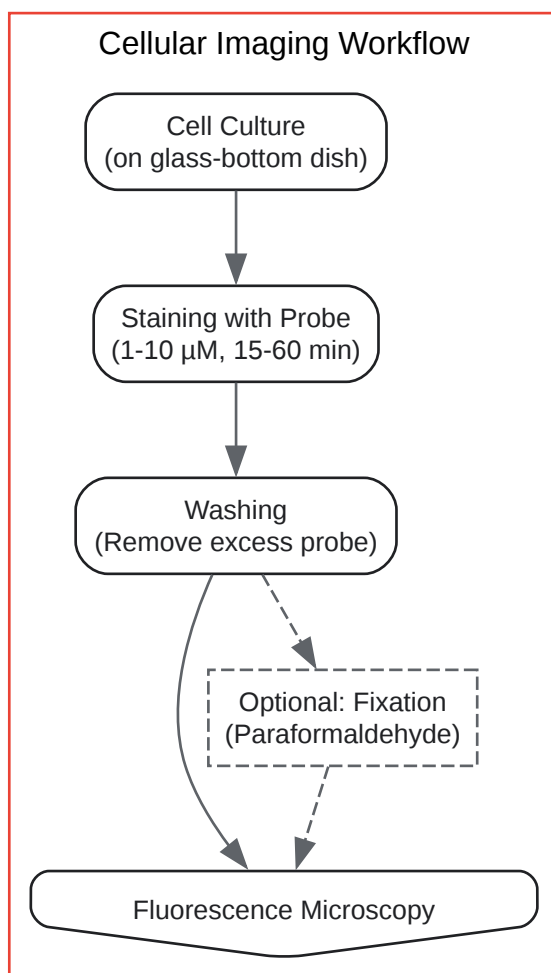 Cellular Imaging Workflow
Cell Culture
(on glass-bottom dish)
Staining with Probe
(1-10 µM, 15-60 min)
Washing
(Remove excess probe)
Optional: Fixation
(Paraformaldehyde)
Fluorescence Microscopy